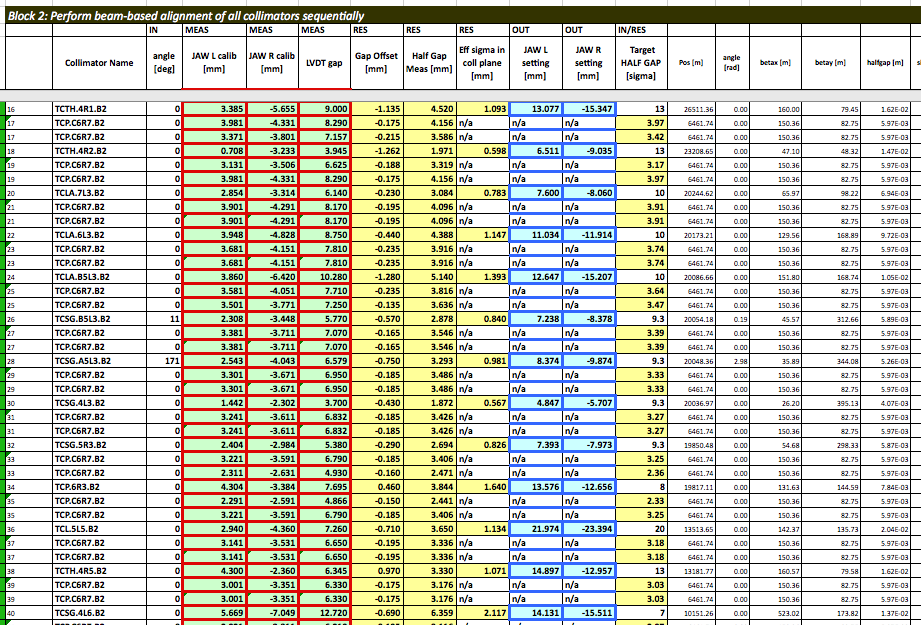 Block 2: Perform beam-based alignment of all collimators sequentially
IN MEAS MEAS MEAS RES RES RES OUT OUT IN/RES
Collimator Name angle [deg] JAW L calib [mm] JAW R calib [mm] LVDT gap Gap Offset [mm] Half Gap Meas [mm] Eff sigma in coll plane [mm] JAW L setting [mm] JAW R setting [mm] Target HALF GAP [sigma] Pos [m] angle [rad] betax [m] betay [m] halfgap [m]
16 TCTH.4R1.B2 0 3.385 -5.655 9.000 -1.135 4.520 1.093 13.077 -15.347 13 26511.36 0.00 160.00 79.45 1.62E-02
17 TCP.C6R7.B2 0 3.981 -4.331 8.290 -0.175 4.156 n/a n/a n/a 3.97 6461.74 0.00 150.36 82.75 5.97E-03
17 TCP.C6R7.B2 0 3.371 -3.801 7.157 -0.215 3.586 n/a n/a n/a 3.42 6461.74 0.00 150.36 82.75 5.97E-03
18 TCTH.4R2.B2 0 0.708 -3.233 3.945 -1.262 1.971 0.598 6.511 -9.035 13 23208.65 0.00 47.10 48.32 1.47E-02
19 TCP.C6R7.B2 0 3.131 -3.506 6.625 -0.188 3.319 n/a n/a n/a 3.17 6461.74 0.00 150.36 82.75 5.97E-03
19 TCP.C6R7.B2 0 3.981 -4.331 8.290 -0.175 4.156 n/a n/a n/a 3.97 6461.74 0.00 150.36 82.75 5.97E-03
20 TCLA.7L3.B2 0 2.854 -3.314 6.140 -0.230 3.084 0.783 7.600 -8.060 10 20244.62 0.00 65.97 98.22 6.94E-03
21 TCP.C6R7.B2 0 3.901 -4.291 8.170 -0.195 4.096 n/a n/a n/a 3.91 6461.74 0.00 150.36 82.75 5.97E-03
21 TCP.C6R7.B2 0 3.901 -4.291 8.170 -0.195 4.096 n/a n/a n/a 3.91 6461.74 0.00 150.36 82.75 5.97E-03
22 TCLA.6L3.B2 0 3.948 -4.828 8.750 -0.440 4.388 1.147 11.034 -11.914 10 20173.21 0.00 129.56 168.89 9.72E-03
23 TCP.C6R7.B2 0 3.681 -4.151 7.810 -0.235 3.916 n/a n/a n/a 3.74 6461.74 0.00 150.36 82.75 5.97E-03
23 TCP.C6R7.B2 0 3.681 -4.151 7.810 -0.235 3.916 n/a n/a n/a 3.74 6461.74 0.00 150.36 82.75 5.97E-03
24 TCLA.B5L3.B2 0 3.860 -6.420 10.280 -1.280 5.140 1.393 12.647 -15.207 10 20086.66 0.00 151.80 168.74 1.05E-02
25 TCP.C6R7.B2 0 3.581 -4.051 7.710 -0.235 3.816 n/a n/a n/a 3.64 6461.74 0.00 150.36 82.75 5.97E-03
25 TCP.C6R7.B2 0 3.501 -3.771 7.250 -0.135 3.636 n/a n/a n/a 3.47 6461.74 0.00 150.36 82.75 5.97E-03
26 TCSG.B5L3.B2 11 2.308 -3.448 5.770 -0.570 2.878 0.840 7.238 -8.378 9.3 20054.18 0.19 45.57 312.66 5.89E-03
27 TCP.C6R7.B2 0 3.381 -3.711 7.070 -0.165 3.546 n/a n/a n/a 3.39 6461.74 0.00 150.36 82.75 5.97E-03
27 TCP.C6R7.B2 0 3.381 -3.711 7.070 -0.165 3.546 n/a n/a n/a 3.39 6461.74 0.00 150.36 82.75 5.97E-03
28 TCSG.A5L3.B2 171 2.543 -4.043 6.579 -0.750 3.293 0.981 8.374 -9.874 9.3 20048.36 2.98 35.89 344.08 5.26E-03
29 TCP.C6R7.B2 0 3.301 -3.671 6.950 -0.185 3.486 n/a n/a n/a 3.33 6461.74 0.00 150.36 82.75 5.97E-03
29 TCP.C6R7.B2 0 3.301 -3.671 6.950 -0.185 3.486 n/a n/a n/a 3.33 6461.74 0.00 150.36 82.75 5.97E-03
30 TCSG.4L3.B2 0 1.442 -2.302 3.700 -0.430 1.872 0.567 4.847 -5.707 9.3 20036.97 0.00 26.20 395.13 4.07E-03
31 TCP.C6R7.B2 0 3.241 -3.611 6.832 -0.185 3.426 n/a n/a n/a 3.27 6461.74 0.00 150.36 82.75 5.97E-03
31 TCP.C6R7.B2 0 3.241 -3.611 6.832 -0.185 3.426 n/a n/a n/a 3.27 6461.74 0.00 150.36 82.75 5.97E-03
32 TCSG.5R3.B2 0 2.404 -2.984 5.380 -0.290 2.694 0.826 7.393 -7.973 9.3 19850.48 0.00 54.68 298.33 5.87E-03
33 TCP.C6R7.B2 0 3.221 -3.591 6.790 -0.185 3.406 n/a n/a n/a 3.25 6461.74 0.00 150.36 82.75 5.97E-03
33 TCP.C6R7.B2 0 2.311 -2.631 4.930 -0.160 2.471 n/a n/a n/a 2.36 6461.74 0.00 150.36 82.75 5.97E-03
34 TCP.6R3.B2 0 4.304 -3.384 7.695 0.460 3.844 1.640 13.576 -12.656 8 19817.11 0.00 131.63 144.59 7.84E-03
35 TCP.C6R7.B2 0 2.291 -2.591 4.866 -0.150 2.441 n/a n/a n/a 2.33 6461.74 0.00 150.36 82.75 5.97E-03
35 TCP.C6R7.B2 0 3.221 -3.591 6.790 -0.185 3.406 n/a n/a n/a 3.25 6461.74 0.00 150.36 82.75 5.97E-03
36 TCL.5L5.B2 0 2.940 -4.360 7.260 -0.710 3.650 1.134 21.974 -23.394 20 13513.65 0.00 142.37 135.73 2.04E-02
37 TCP.C6R7.B2 0 3.141 -3.531 6.650 -0.195 3.336 n/a n/a n/a 3.18 6461.74 0.00 150.36 82.75 5.97E-03
37 TCP.C6R7.B2 0 3.141 -3.531 6.650 -0.195 3.336 n/a n/a n/a 3.18 6461.74 0.00 150.36 82.75 5.97E-03
38 TCTH.4R5.B2 0 4.300 -2.360 6.345 0.970 3.330 1.071 14.897 -12.957 13 13181.77 0.00 160.57 79.58 1.62E-02
39 TCP.C6R7.B2 0 3.001 -3.351 6.330 -0.175 3.176 n/a n/a n/a 3.03 6461.74 0.00 150.36 82.75 5.97E-03
39 TCP.C6R7.B2 0 3.001 -3.351 6.330 -0.175 3.176 n/a n/a n/a 3.03 6461.74 0.00 150.36 82.75 5.97E-03
40 TCSG.4L6.B2 0 5.669 -7.049 12.720 -0.690 6.359 2.117 14.131 -15.511 7 10151.26 0.00 523.02 173.82 1.37E-02